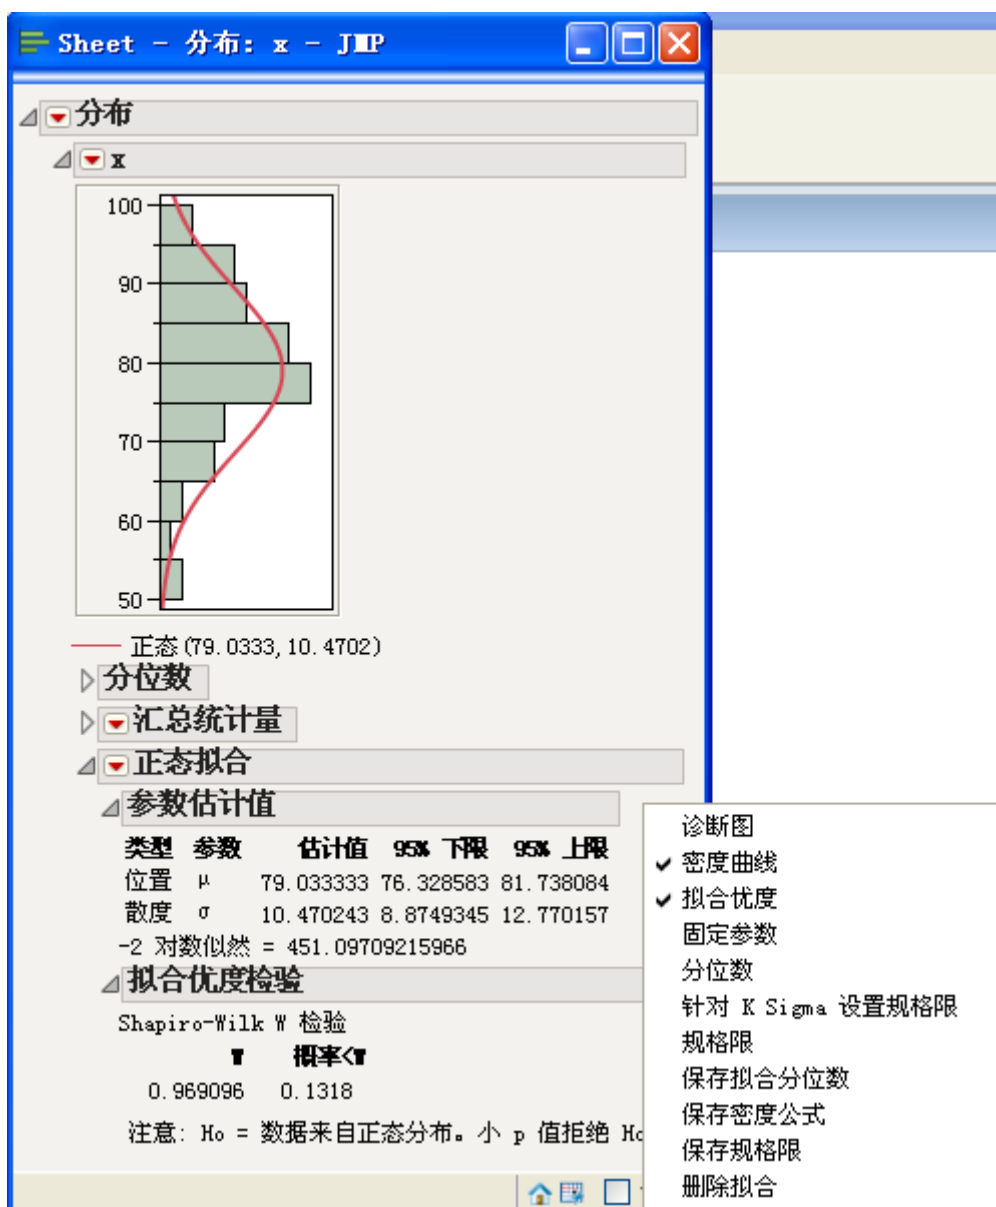 Sheet - 分布: x - JMP
分布
x
100
90
80
70
60
50
正态(79.0333,10.4702)
分位数
汇总统计量
正态拟合
参数估计值
类型 参数 估计值 95% 下限 95% 上限
位置 μ 79.033333 76.328583 81.738084
散度 σ 10.470243 8.8749345 12.770157
-2 对数似然 = 451.09709215966
拟合优度检验
Shapiro-Wilk W 检验
W 概率<W
0.969096 0.1318
注意: Ho = 数据来自正态分布。小 p 值拒绝 Ho
诊断图
密度曲线
拟合优度
固定参数
分位数
针对 K Sigma 设置规格限
规格限
保存拟合分位数
保存密度公式
保存规格限
删除拟合